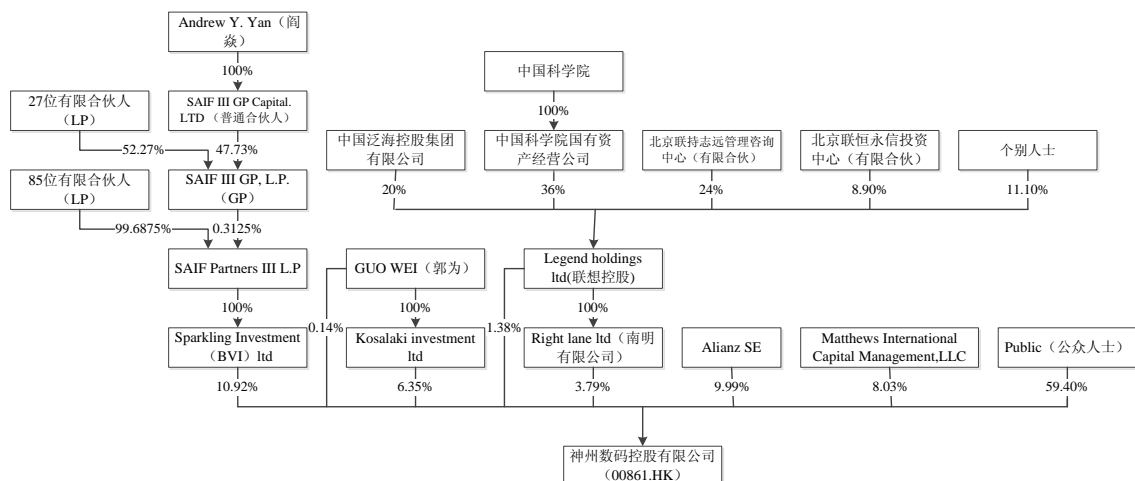 Andrew Y. Yan（阎
焱）
100%
中国科学院
27位有限合伙人
（LP）
SAIF III GP Capital.
LTD（普通合伙人）
100%
52.27%
47.73%
中国泛海控股集团
有限公司
中国科学院国有资
产经营公司
北京联持志远管理咨询
中心（有限合伙）
北京联恒永信投资
中心（有限合伙）
个别人士
85位有限合伙人
（LP）
SAIF III GP, L.P.
（GP）
20%
36%
24%
8.90%
11.10%
99.6875%
0.3125%
SAIF Partners III L.P
GUO WEI（郭为）
Legend holdings
ltd(联想控股)
100%
0.14%
100%
1.38%
100%
Sparkling Investment
（BVI）ltd
Kosalaki investment
ltd
Right lane ltd（南明
有限公司）
Alianz SE
Matthews International
Capital Management,LLC
Public（公众人士）
10.92%
6.35%
3.79%
9.99%
8.03%
59.40%
神州数码控股有限公司
（00861.HK）